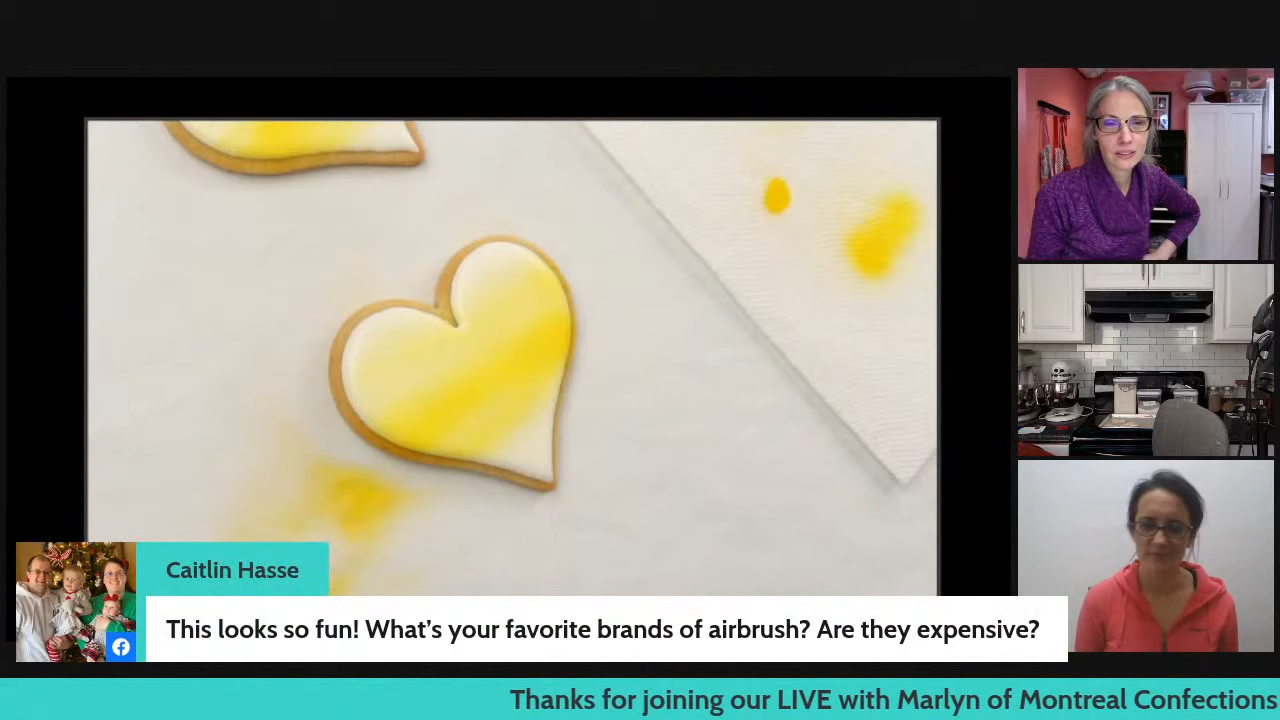 Caitlin Hasse
This looks so fun! What’s your favorite brands of airbrush? Are they expensive?
Thanks for joining our LIVE with Marlyn of Montreal Confections